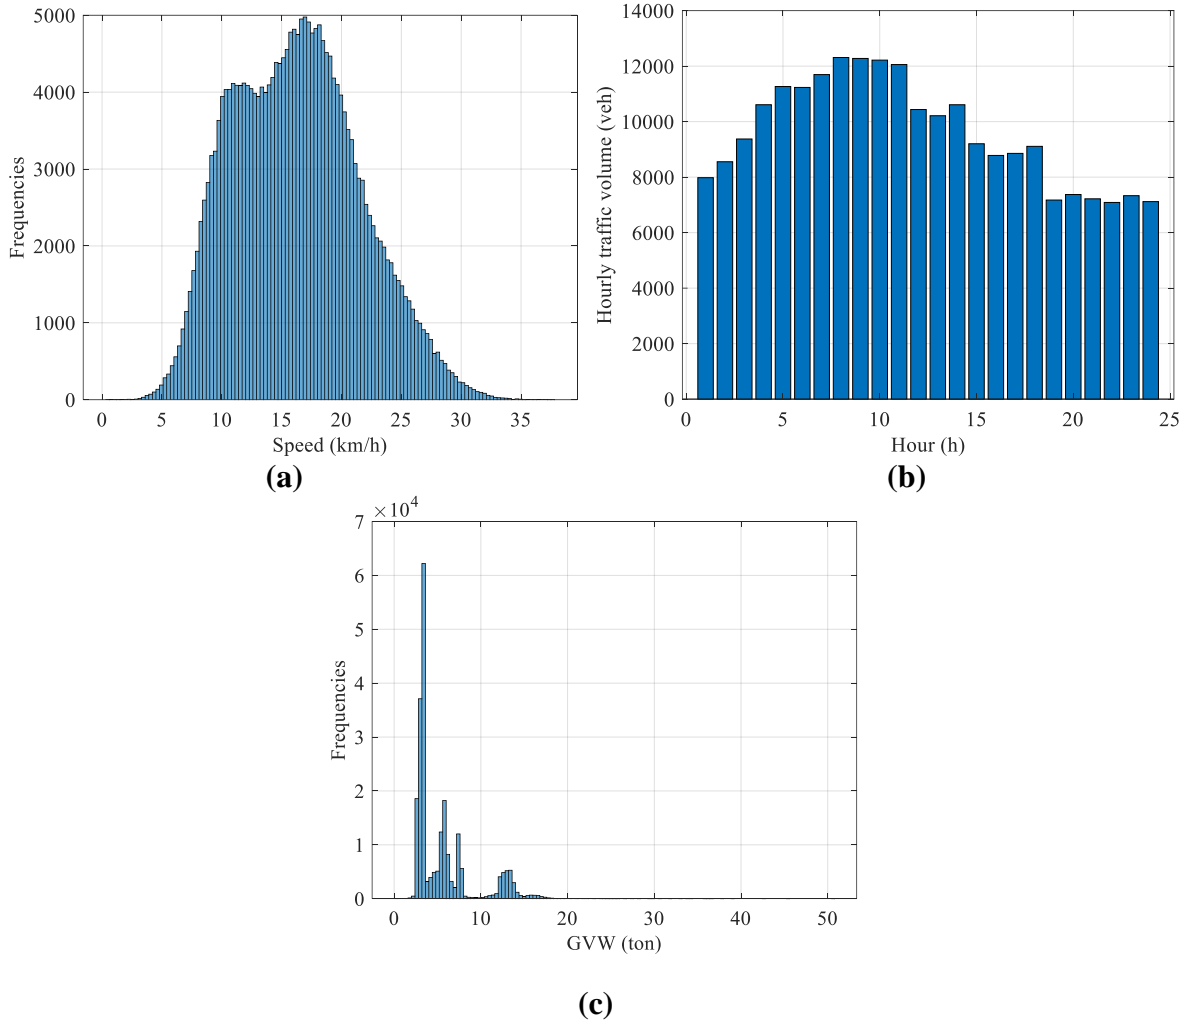 5000
4000
3000
2000
1000
0
Frequencies
0 5 10 15 20 25 30 35
Speed (km/h)
(a)
14000
12000
10000
8000
6000
4000
2000
0
Hourly traffic volume (veh)
0 5 10 15 20 25
Hour (h)
(b)
7 ×10⁴
6
5
4
3
2
1
0
Frequencies
0 10 20 30 40 50
GVW (ton)
(c)